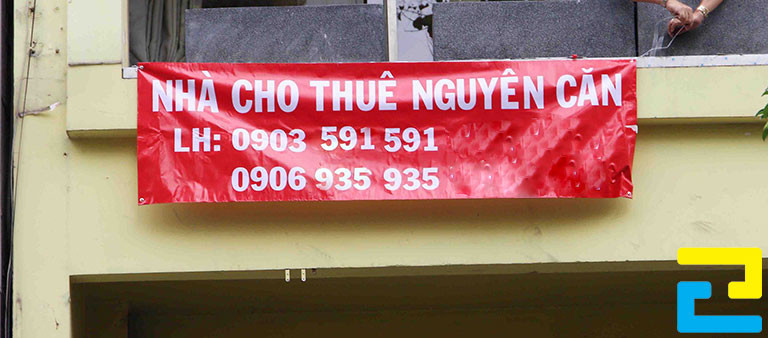 NHÀ CHO THUÊ NGUYÊN CĂN
LH: 0903 591 591
0906 935 935